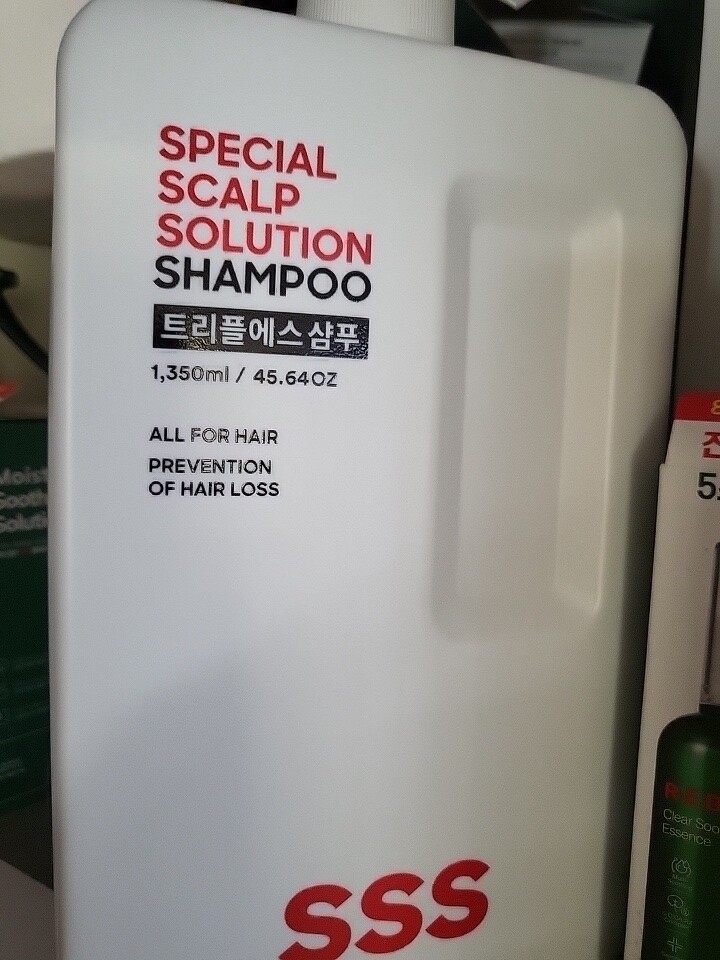 SPECIAL
SCALP
SOLUTION
SHAMPOO
트리플에스 샴푸
1,350ml / 45.64OZ
ALL FOR HAIR
PREVENTION
OF HAIR LOSS
SSS
Clear Soo
Essence